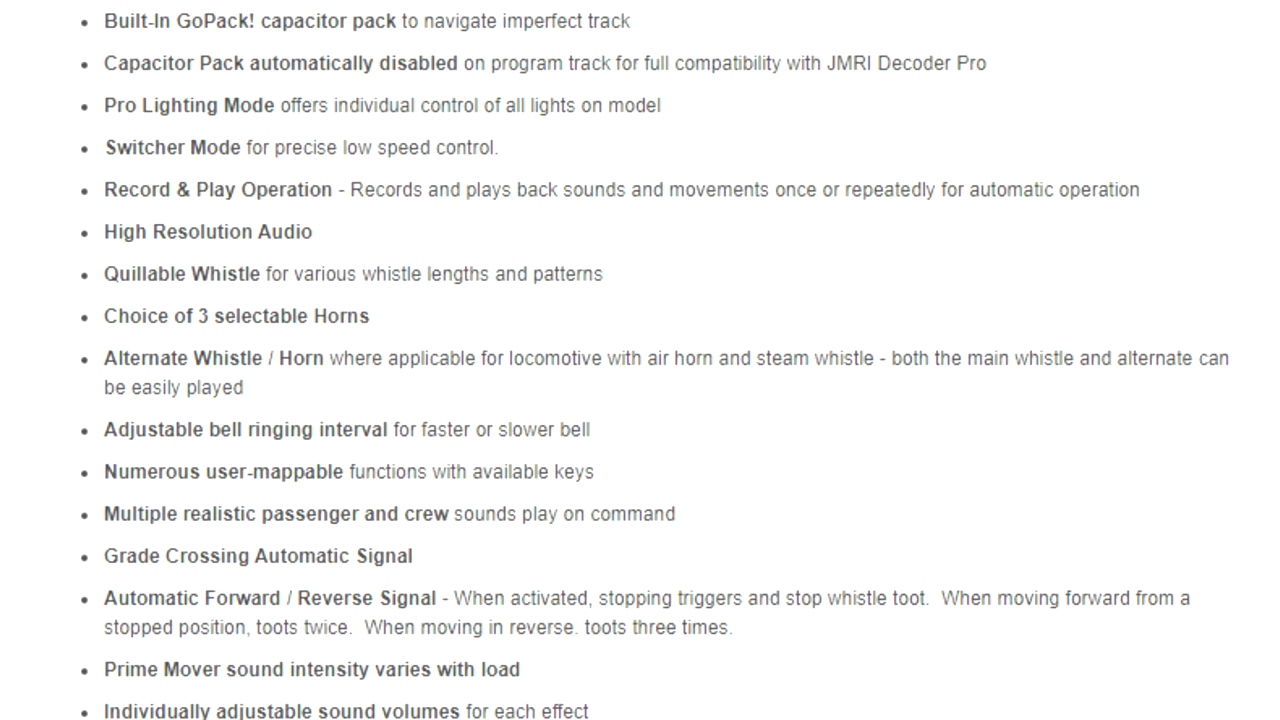 • Built-In GoPack! capacitor pack to navigate imperfect track
• Capacitor Pack automatically disabled on program track for full compatibility with JMRI Decoder Pro
• Pro Lighting Mode offers individual control of all lights on model
• Switcher Mode for precise low speed control.
• Record & Play Operation - Records and plays back sounds and movements once or repeatedly for automatic operation
• High Resolution Audio
• Quillable Whistle for various whistle lengths and patterns
• Choice of 3 selectable Horns
• Alternate Whistle / Horn where applicable for locomotive with air horn and steam whistle - both the main whistle and alternate can
be easily played
• Adjustable bell ringing interval for faster or slower bell
• Numerous user-mappable functions with available keys
• Multiple realistic passenger and crew sounds play on command
• Grade Crossing Automatic Signal
• Automatic Forward / Reverse Signal - When activated, stopping triggers and stop whistle toot.  When moving forward from a
stopped position, toots twice.  When moving in reverse. toots three times.
• Prime Mover sound intensity varies with load
• Individually adjustable sound volumes for each effect